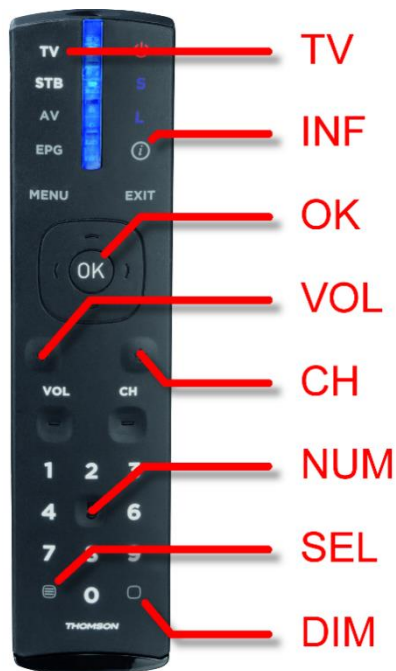 TV
TV
STB
S
AV
L
INF
EPG
i
MENU
EXIT
OK
OK
VOL
VOL
CH
CH
1 2 3
NUM
4 6
7 8 9
SEL
0
THOMSON
DIM